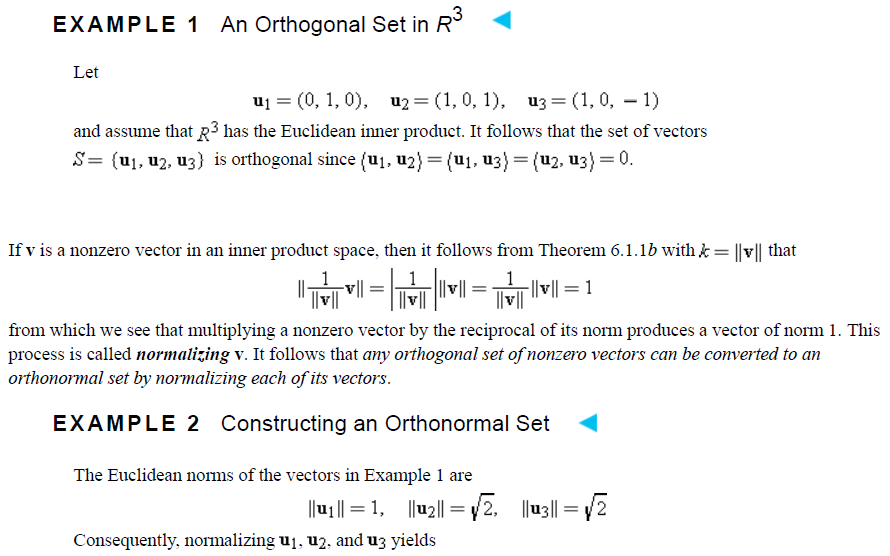 EXAMPLE 1 An Orthogonal Set in R³
Let
u₁ = (0, 1, 0), u₂ = (1, 0, 1), u₃ = (1, 0, − 1)
and assume that R³ has the Euclidean inner product. It follows that the set of vectors
S = {u₁, u₂, u₃} is orthogonal since ⟨u₁, u₂⟩ = ⟨u₁, u₃⟩ = ⟨u₂, u₃⟩ = 0.
If v is a nonzero vector in an inner product space, then it follows from Theorem 6.1.1b with k = ||v|| that
||1/||v|| v|| = |1/||v||| ||v|| = 1/||v|| ||v|| = 1
from which we see that multiplying a nonzero vector by the reciprocal of its norm produces a vector of norm 1. This
process is called normalizing v. It follows that any orthogonal set of nonzero vectors can be converted to an
orthonormal set by normalizing each of its vectors.
EXAMPLE 2 Constructing an Orthonormal Set
The Euclidean norms of the vectors in Example 1 are
||u₁|| = 1, ||u₂|| = √2, ||u₃|| = √2
Consequently, normalizing u₁, u₂, and u₃ yields